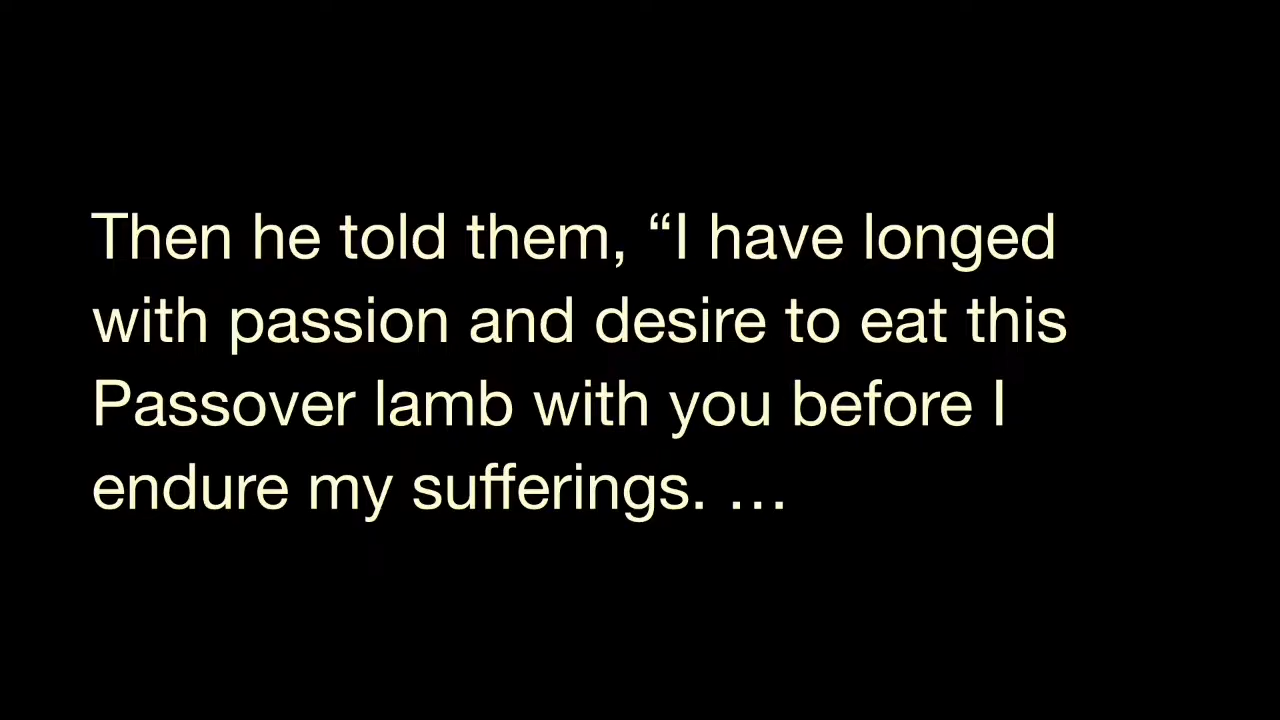 Then he told them, “I have longed
with passion and desire to eat this
Passover lamb with you before I
endure my sufferings. …